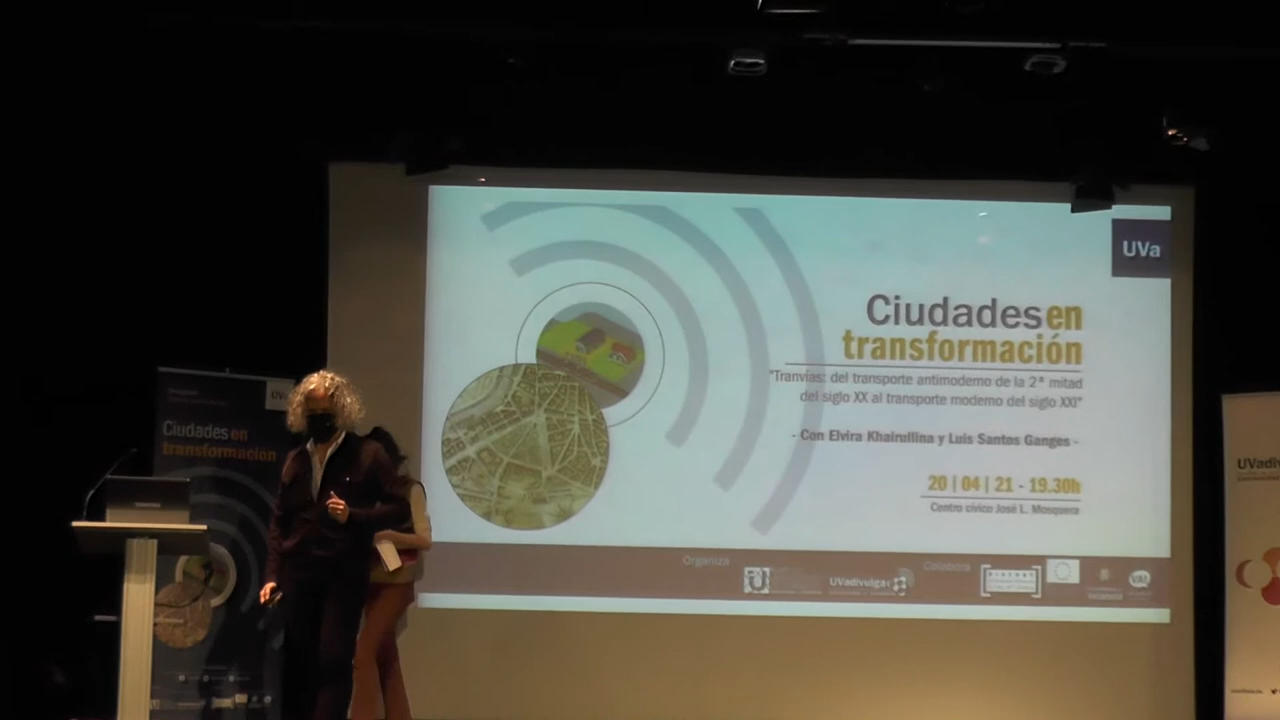 UVa
Ciudades en
transformación
"Tranvías: del transporte antimoderno de la 2ª mitad
del siglo XX al transporte moderno del siglo XXI"
- Con Elvira Khairullina y Luis Santos Ganges -
20 | 04 | 21 - 19.30h
Centro cívico José L. Mosquera
Organiza
UVadivulga
Colabora
VAL
Ciudades en
transformación